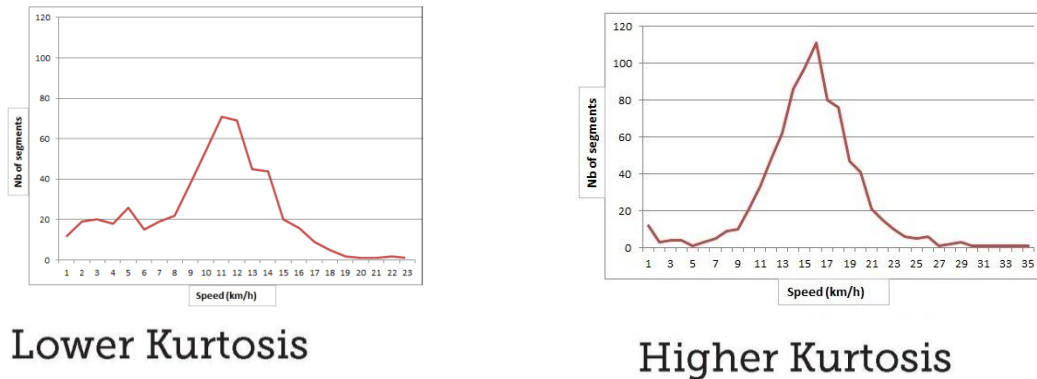 120
100
80
60
40
20
0
Nb of segments
1 2 3 4 5 6 7 8 9 10 11 12 13 14 15 16 17 18 19 20 21 22 23
Speed (km/h)
Lower Kurtosis
120
100
80
60
40
20
0
Nb of segments
1 3 5 7 9 11 13 15 17 19 21 23 25 27 29 31 33 35
Speed (km/h)
Higher Kurtosis